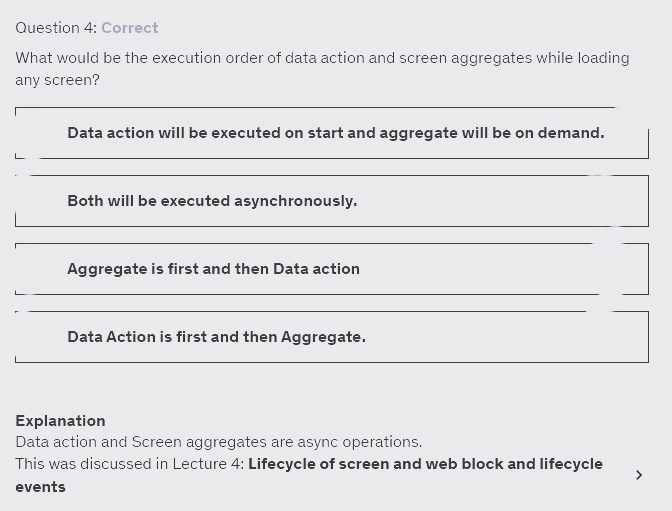 Question 4: Correct
What would be the execution order of data action and screen aggregates while loading
any screen?
Data action will be executed on start and aggregate will be on demand.
Both will be executed asynchronously.
Aggregate is first and then Data action
Data Action is first and then Aggregate.
Explanation
Data action and Screen aggregates are async operations.
This was discussed in Lecture 4: Lifecycle of screen and web block and lifecycle
events